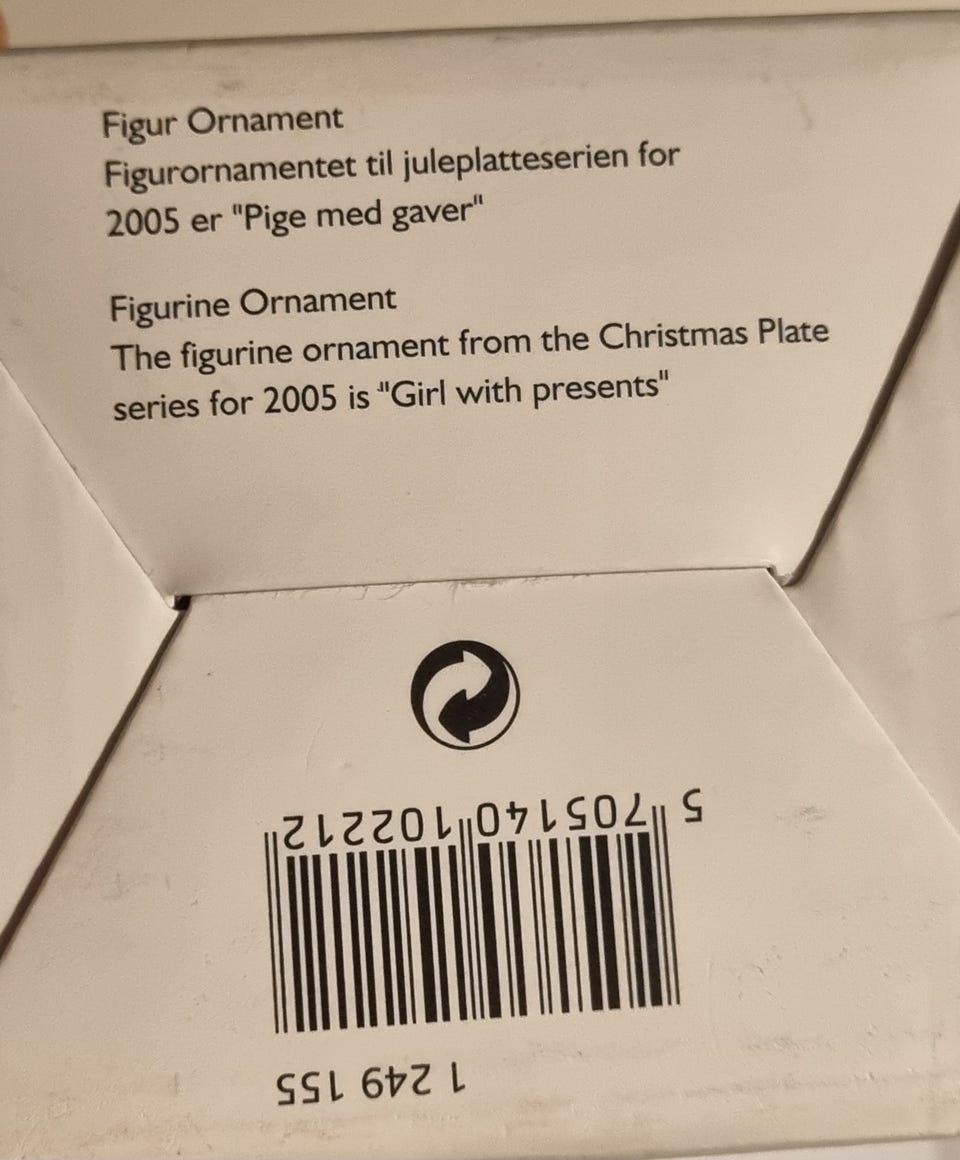 Figur Ornament
Figurornamentet til juleplatteserien for
2005 er "Pige med gaver"
Figurine Ornament
The figurine ornament from the Christmas Plate
series for 2005 is "Girl with presents"
5 705140 102212
1 249 155